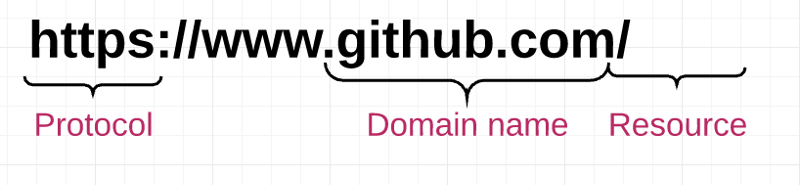 https://www.github.com/
Protocol Domain name Resource